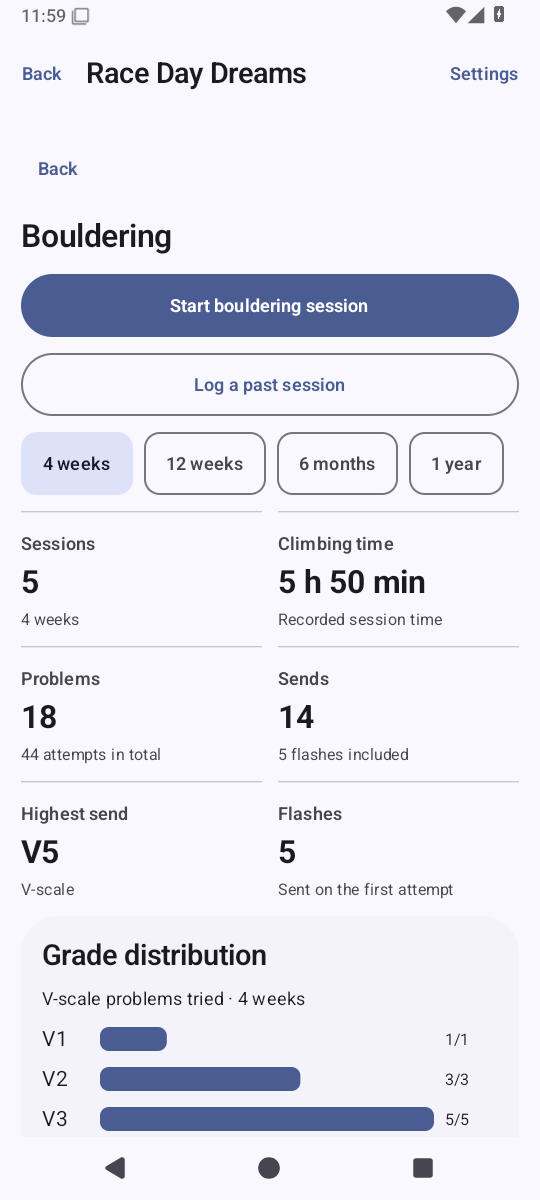 11:59
Back Race Day Dreams Settings
Back
Bouldering
Start bouldering session
Log a past session
4 weeks 12 weeks 6 months 1 year
Sessions Climbing time
5 5 h 50 min
4 weeks Recorded session time
Problems Sends
18 14
44 attempts in total 5 flashes included
Highest send Flashes
V5 5
V-scale Sent on the first attempt
Grade distribution
V-scale problems tried · 4 weeks
V1 1/1
V2 3/3
V3 5/5